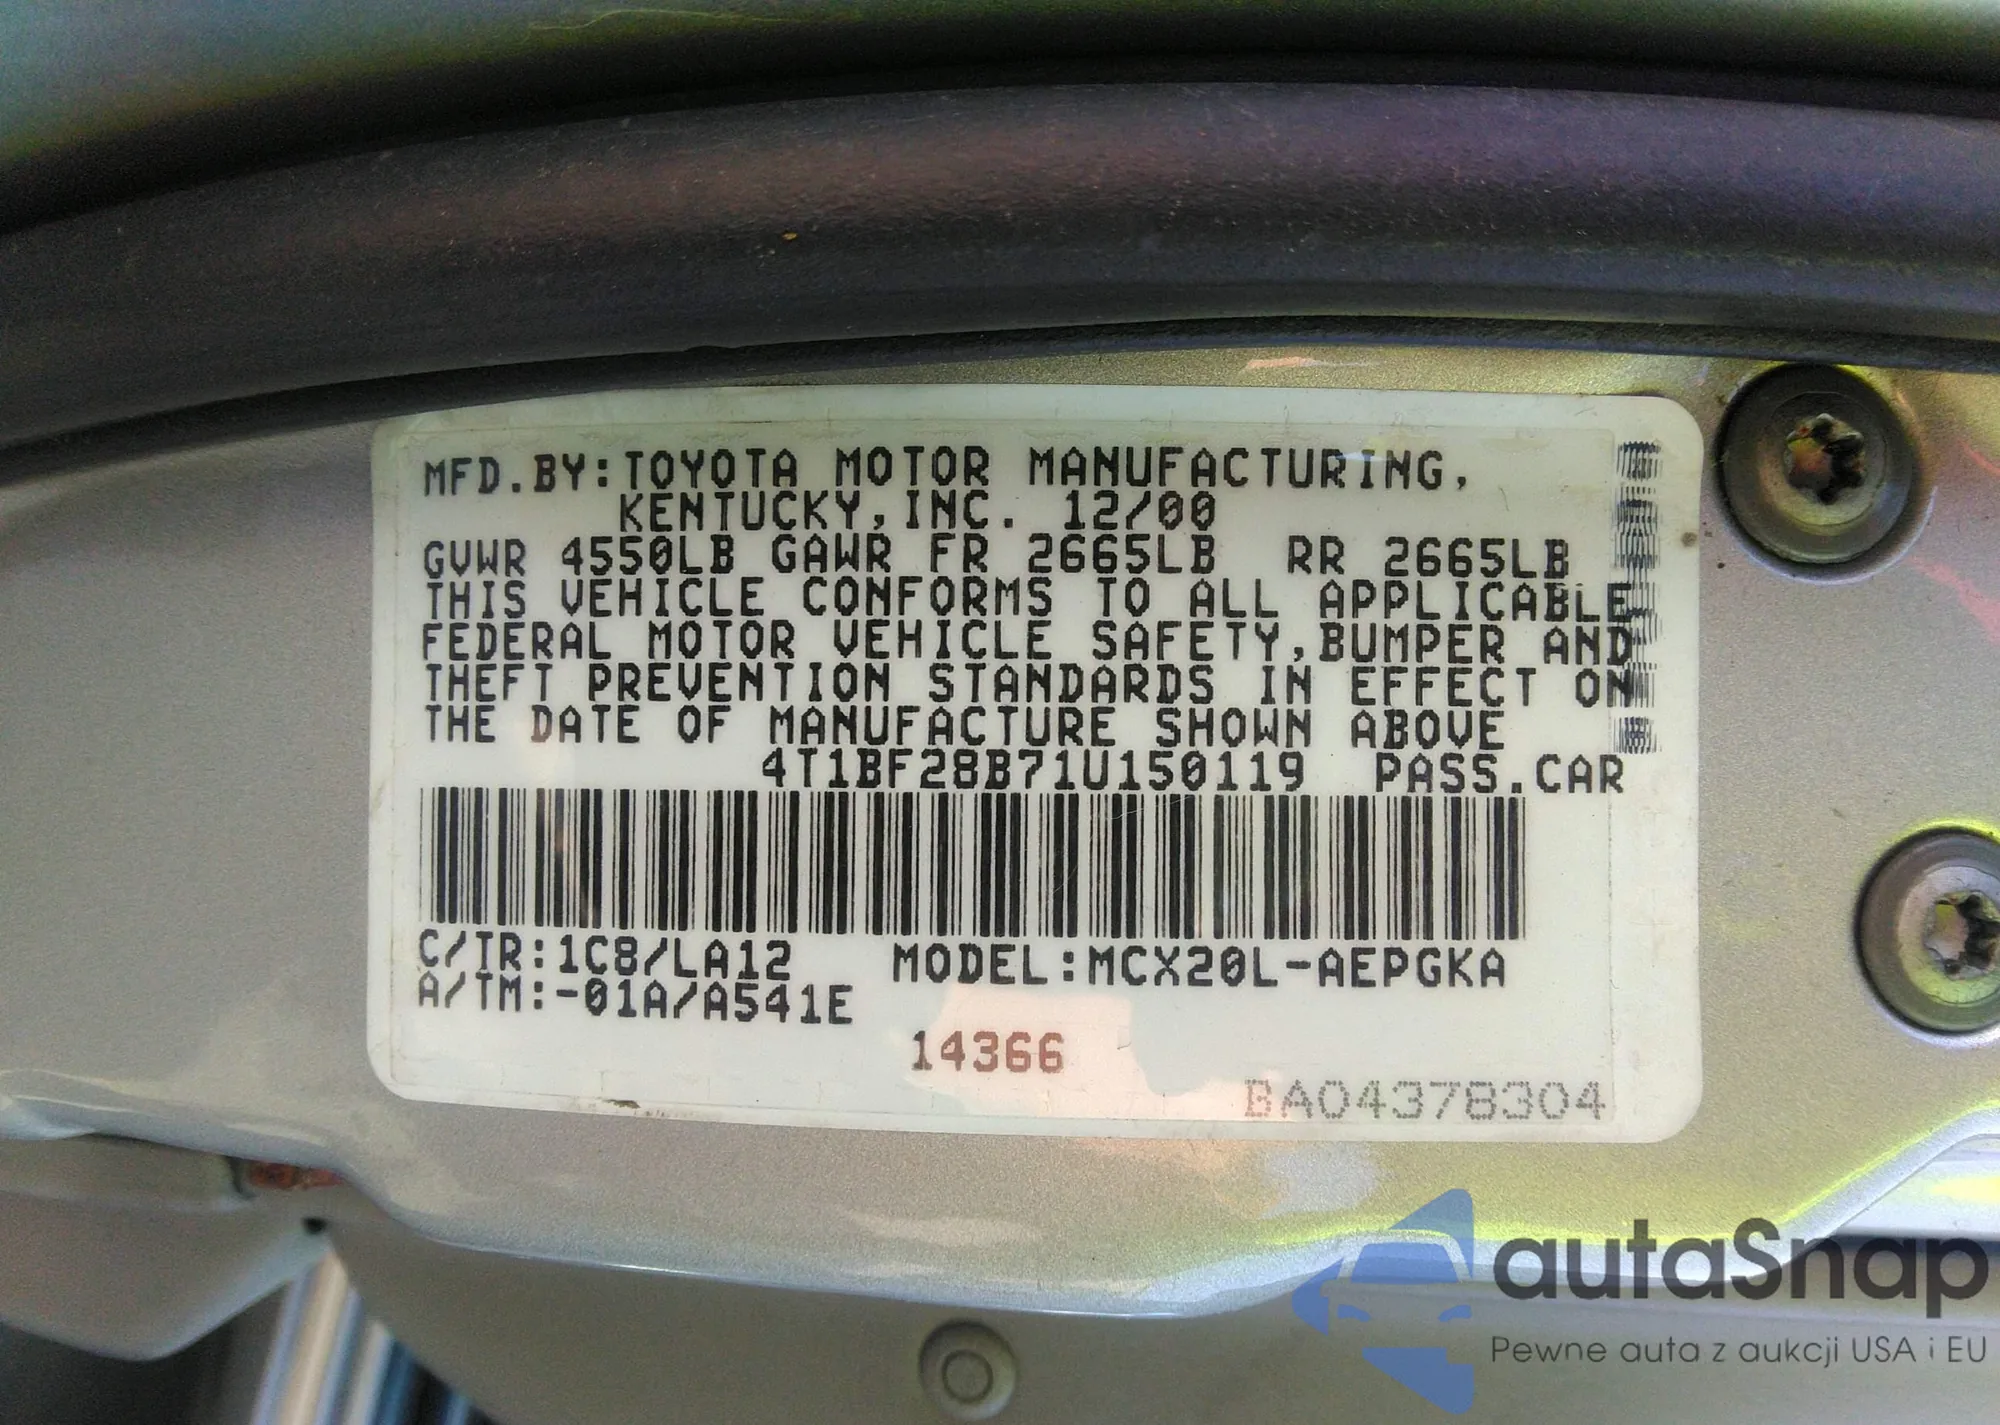 MFD.BY:TOYOTA MOTOR MANUFACTURING,
KENTUCKY,INC. 12/00
GVWR 4550LB GAWR FR 2665LB RR 2665LB
THIS VEHICLE CONFORMS TO ALL APPLICABLE
FEDERAL MOTOR VEHICLE SAFETY,BUMPER AND
THEFT PREVENTION STANDARDS IN EFFECT ON
THE DATE OF MANUFACTURE SHOWN ABOVE
4T1BF28B71U150119 PASS.CAR
C/TR:1C8/LA12 MODEL:MCX20L-AEPGKA
A/TM:-01A/A541E
14366
BA04378304
autaSnap
Pewne auta z aukcji USA i EU